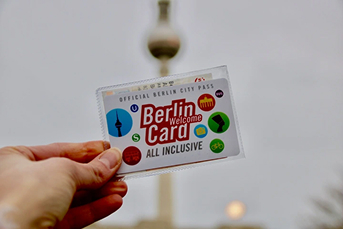 OFFICIAL BERLIN CITY PASS
Berlin
Welcome
Card
ALL INCLUSIVE